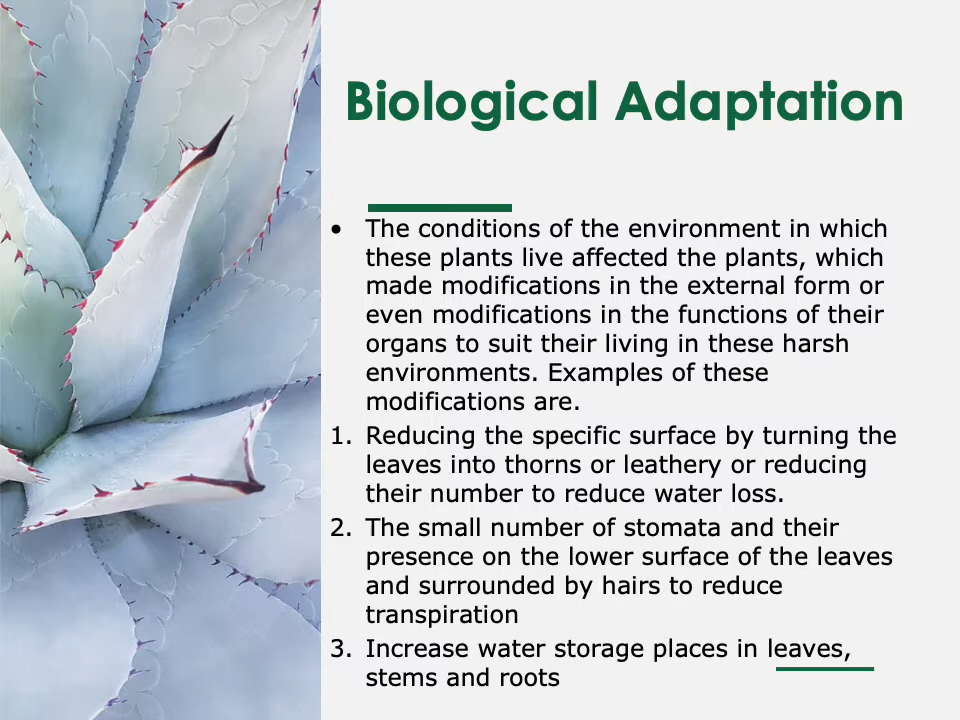 Biological Adaptation
• The conditions of the environment in which
these plants live affected the plants, which
made modifications in the external form or
even modifications in the functions of their
organs to suit their living in these harsh
environments. Examples of these
modifications are.
1. Reducing the specific surface by turning the
leaves into thorns or leathery or reducing
their number to reduce water loss.
2. The small number of stomata and their
presence on the lower surface of the leaves
and surrounded by hairs to reduce
transpiration
3. Increase water storage places in leaves,
stems and roots